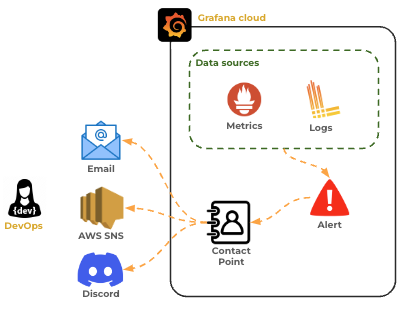 Grafana cloud
Data sources
Metrics
Logs
Email
@
{dev}
DevOps
AWS SNS
Alert
Contact
Point
Discord